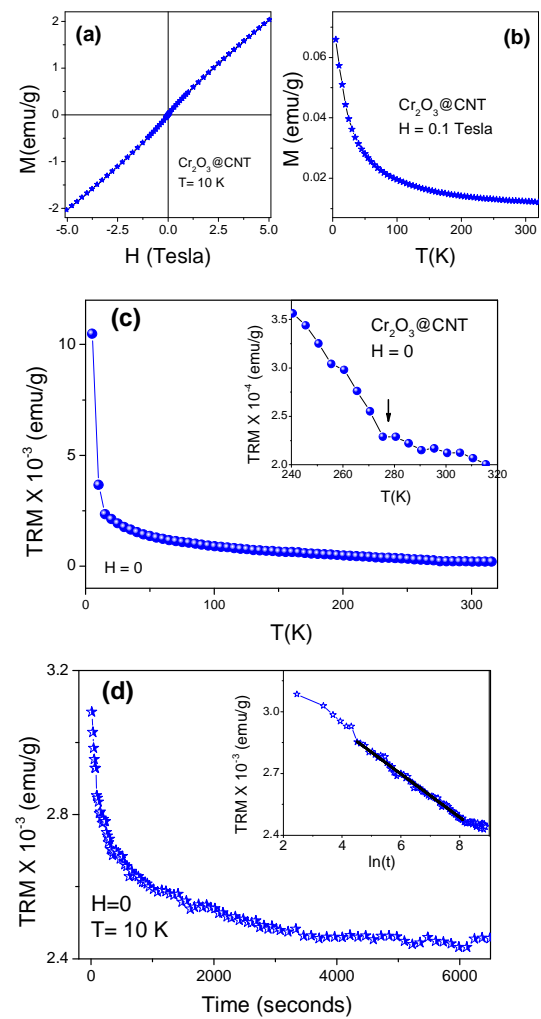 (a)
M(emu/g)
2
1
0
-1
-2
-5.0 -2.5 0.0 2.5 5.0
H (Tesla)
Cr₂O₃@CNT
T= 10 K
(b)
M (emu/g)
0.06
0.04
0.02
100 200 300
T(K)
Cr₂O₃@CNT
H = 0.1 Tesla
(c)
TRM X 10⁻³ (emu/g)
10
5
0
0 100 200 300
T(K)
H = 0
TRM X 10⁻⁴ (emu/g)
3.5
3.0
2.5
2.0
240 260 280 300 320
T(K)
Cr₂O₃@CNT
H = 0
(d)
TRM X 10⁻³ (emu/g)
3.2
2.8
2.4
0 2000 4000 6000
Time (seconds)
H=0
T= 10 K
TRM X 10⁻³ (emu/g)
3.0
2.7
2.4
2 4 6 8
ln(t)